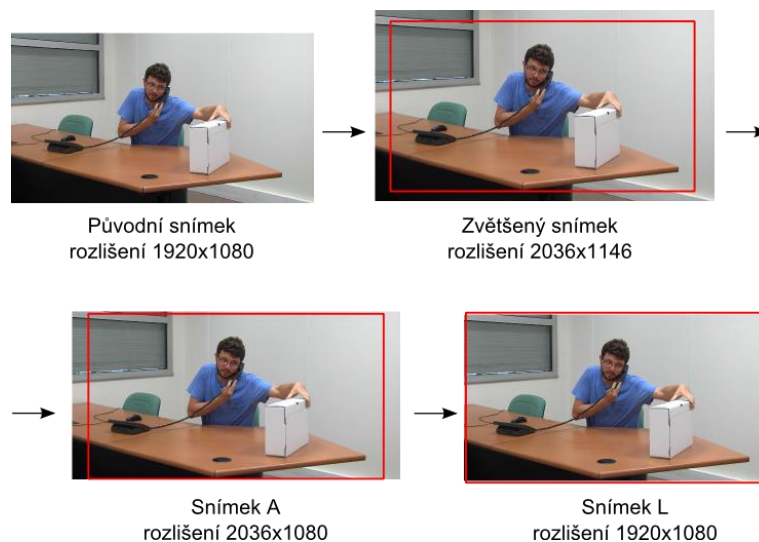 Původní snímek
rozlišení 1920x1080
Zvětšený snímek
rozlišení 2036x1146
Snímek A
rozlišení 2036x1080
Snímek L
rozlišení 1920x1080